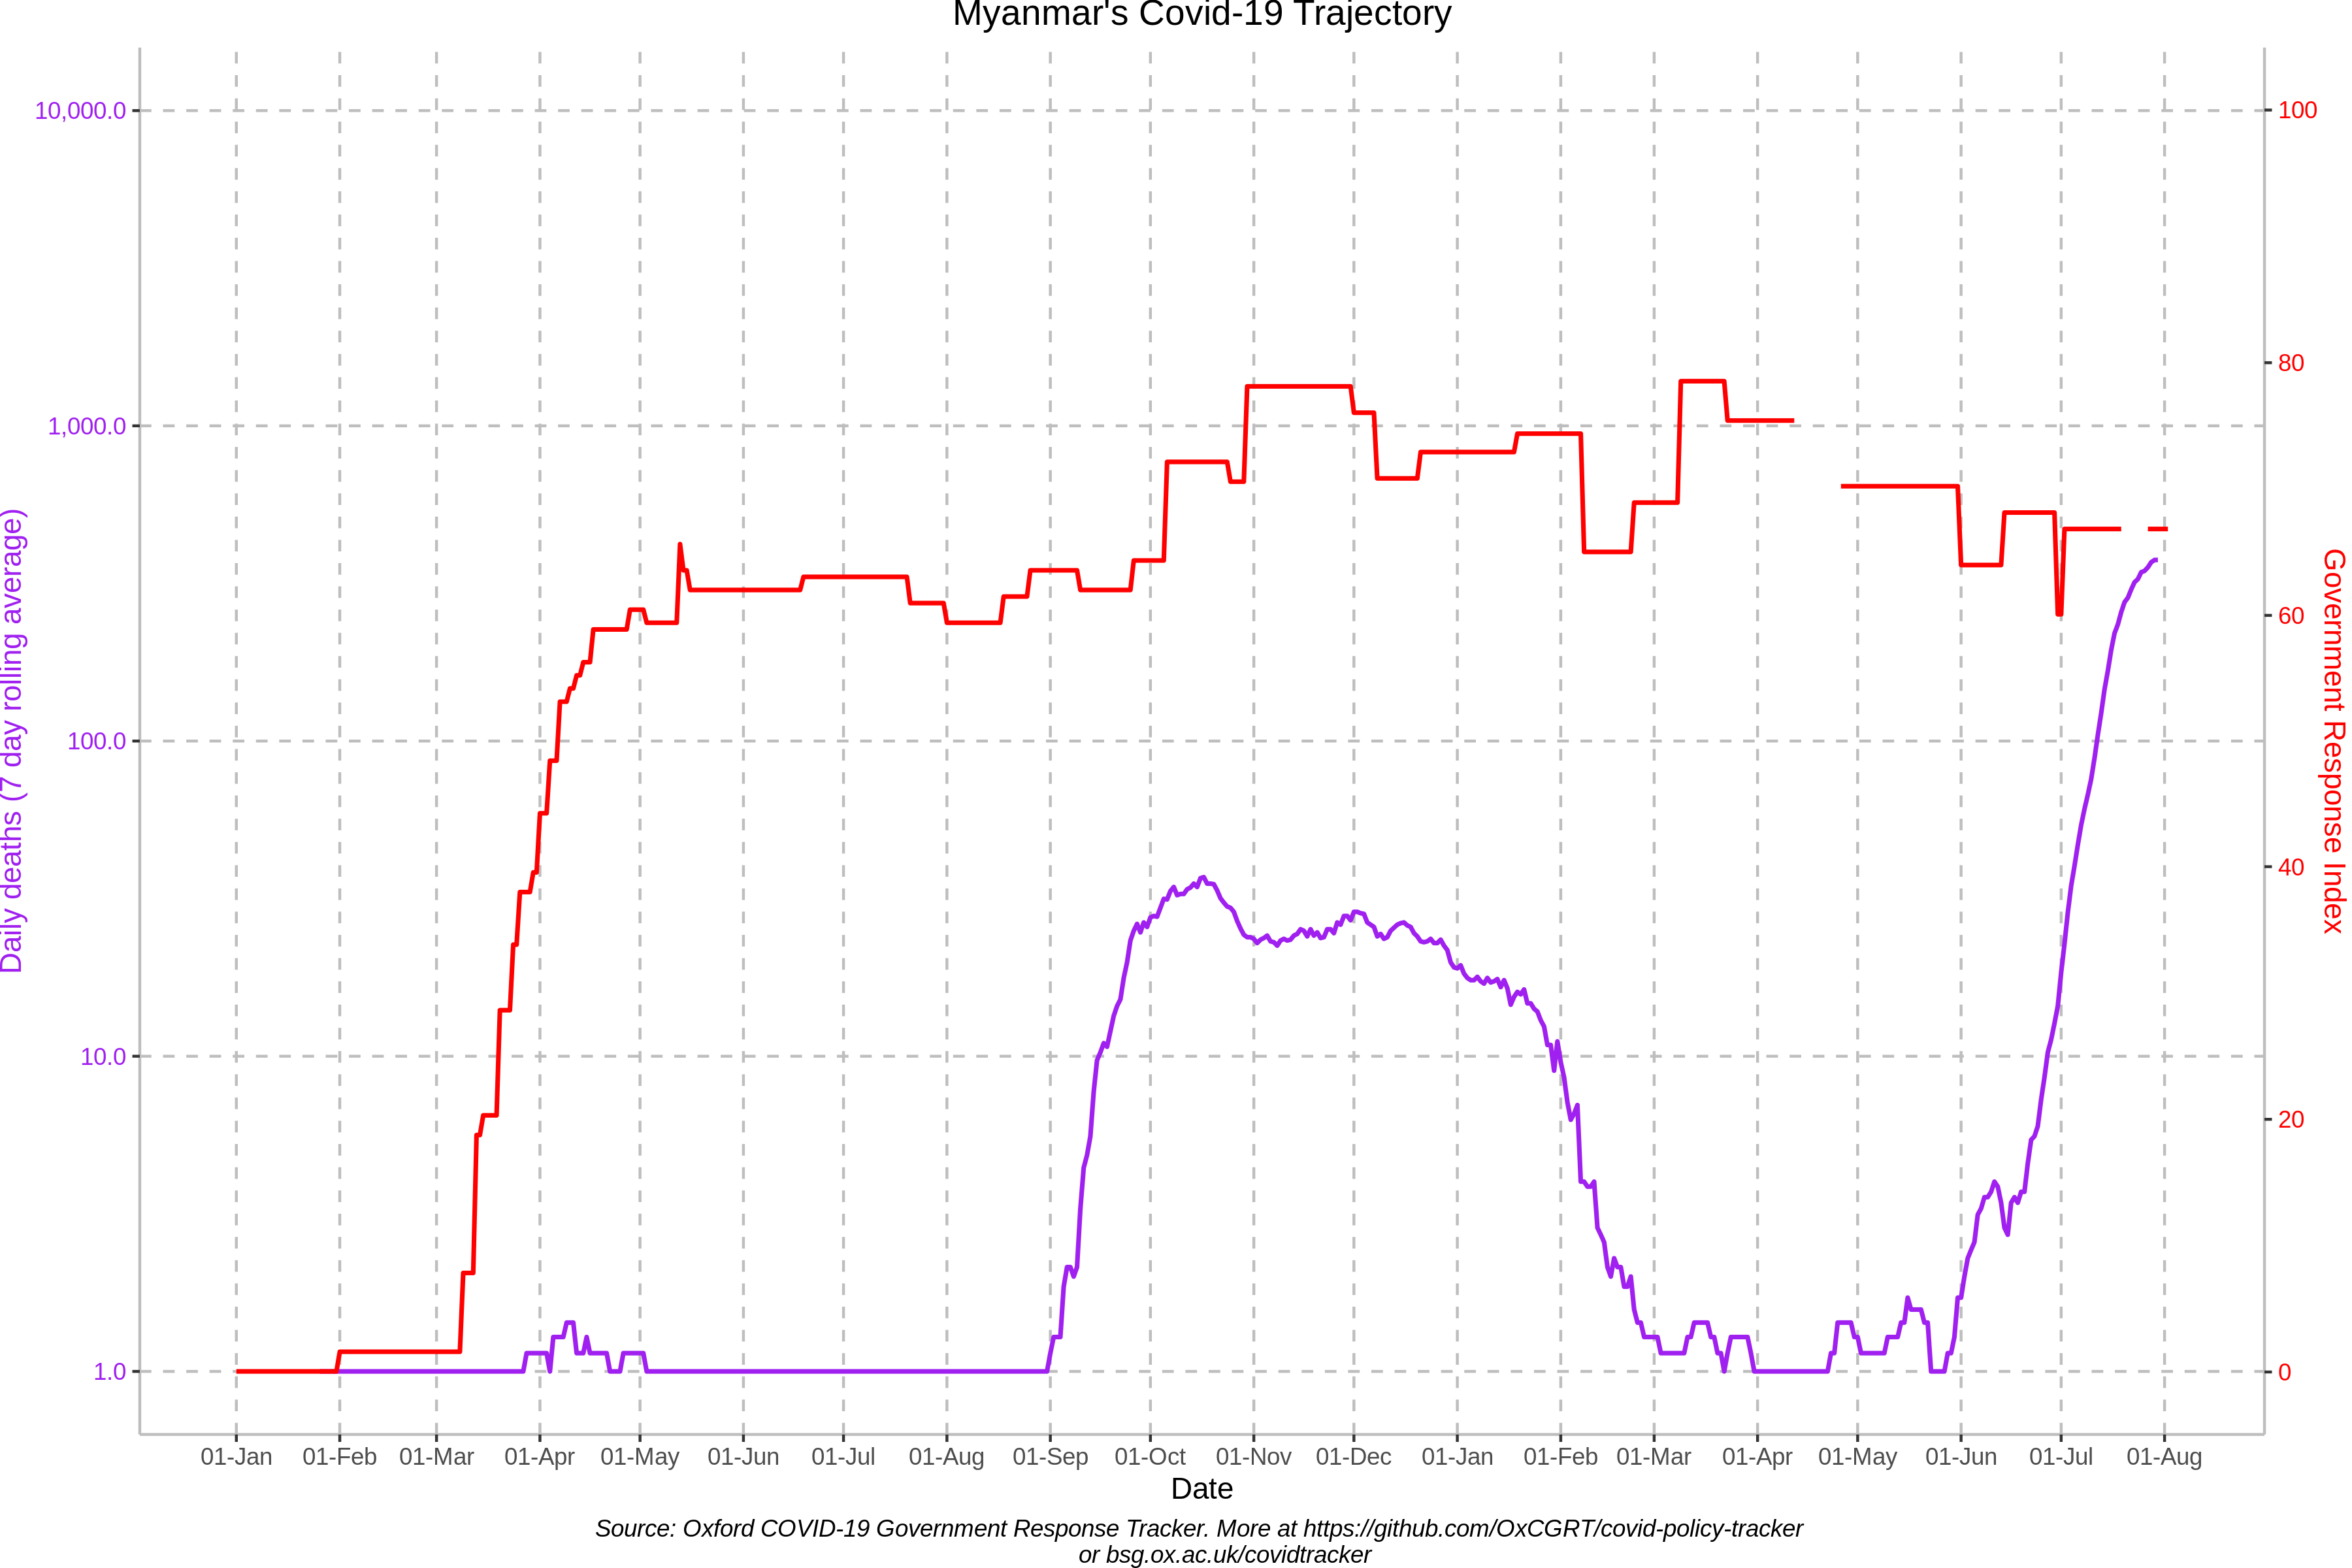 Myanmar's Covid-19 Trajectory
10,000.0
1,000.0
100.0
10.0
1.0
Daily deaths (7 day rolling average)
100
80
60
40
20
0
Government Response Index
01-Jan 01-Feb 01-Mar 01-Apr 01-May 01-Jun 01-Jul 01-Aug 01-Sep 01-Oct 01-Nov 01-Dec 01-Jan 01-Feb 01-Mar 01-Apr 01-May 01-Jun 01-Jul 01-Aug
Date
Source: Oxford COVID-19 Government Response Tracker. More at https://github.com/OxCGRT/covid-policy-tracker
or bsg.ox.ac.uk/covidtracker